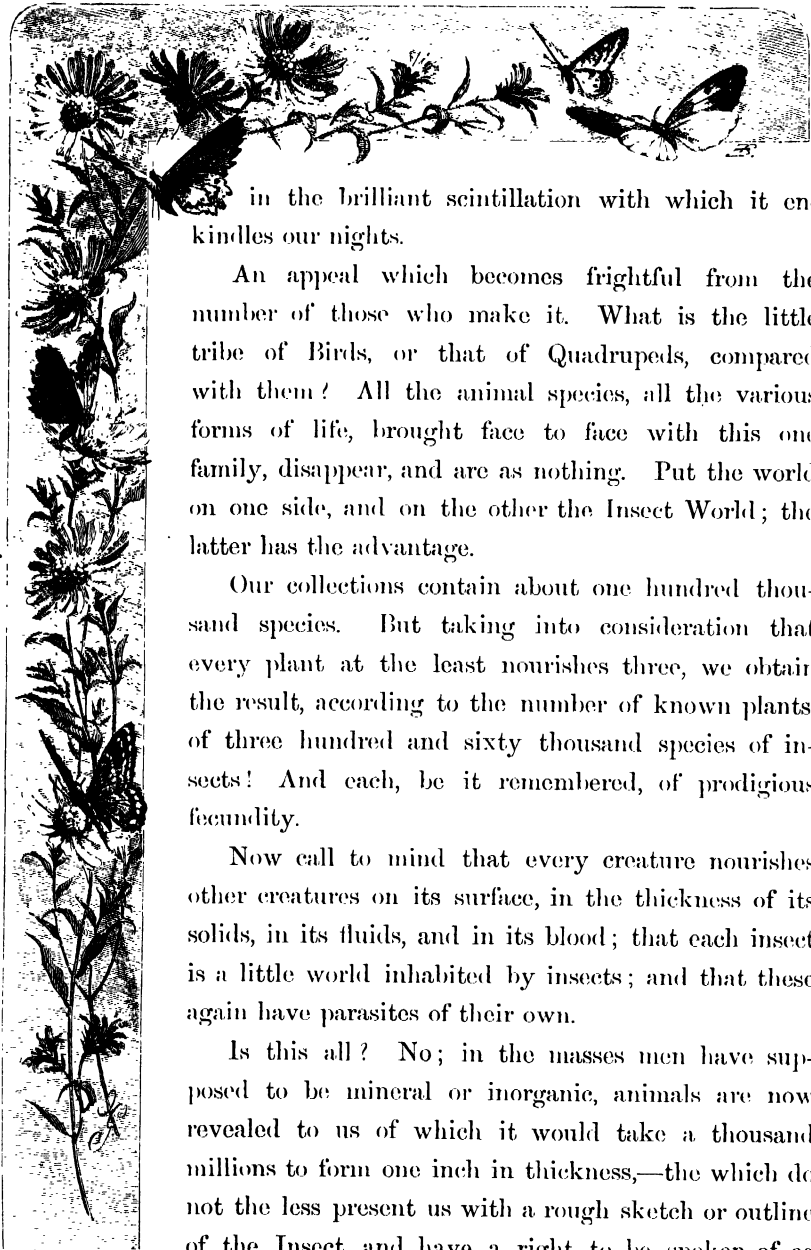 in the brilliant scintillation with which it en
kindles our nights.
An appeal which becomes frightful from the
number of those who make it. What is the little
tribe of Birds, or that of Quadrupeds, compared
with them? All the animal species, all the various
forms of life, brought face to face with this one
family, disappear, and are as nothing. Put the world
on one side, and on the other the Insect World; the
latter has the advantage.
Our collections contain about one hundred thou-
sand species. But taking into consideration that
every plant at the least nourishes three, we obtain
the result, according to the number of known plants
of three hundred and sixty thousand species of in-
sects! And each, be it remembered, of prodigious
fecundity.
Now call to mind that every creature nourishes
other creatures on its surface, in the thickness of its
solids, in its fluids, and in its blood; that each insect
is a little world inhabited by insects; and that these
again have parasites of their own.
Is this all? No; in the masses men have sup-
posed to be mineral or inorganic, animals are now
revealed to us of which it would take a thousand
millions to form one inch in thickness,—the which do
not the less present us with a rough sketch or outline
of the Insect and have a right to be spoken of as